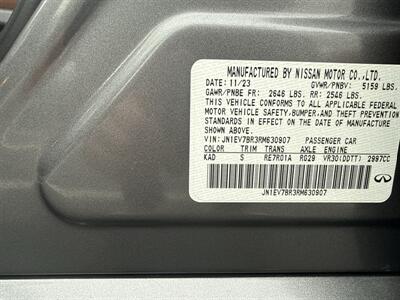 MANUFACTURED BY NISSAN MOTOR CO.,LTD.
DATE: 11/23 GVWR/PNBV: 5159 LBS.
GAWR/PNBE FR: 2646 LBS. RR: 2546 LBS.
THIS VEHICLE CONFORMS TO ALL APPLICABLE FEDERAL
MOTOR VEHICLE SAFETY,BUMPER,AND THEFT PREVENTION
STANDARDS IN EFFECT ON THE DATE OF MANUFACTURE
SHOWN ABOVE.
VIN: JN1EV7BR3RM630907 PASSENGER CAR
COLOR TRIM TRANS AXLE ENGINE
KAD S RE7R01A R029 VR30(DDTT) 2997CC
JN1EV7BR3RM630907